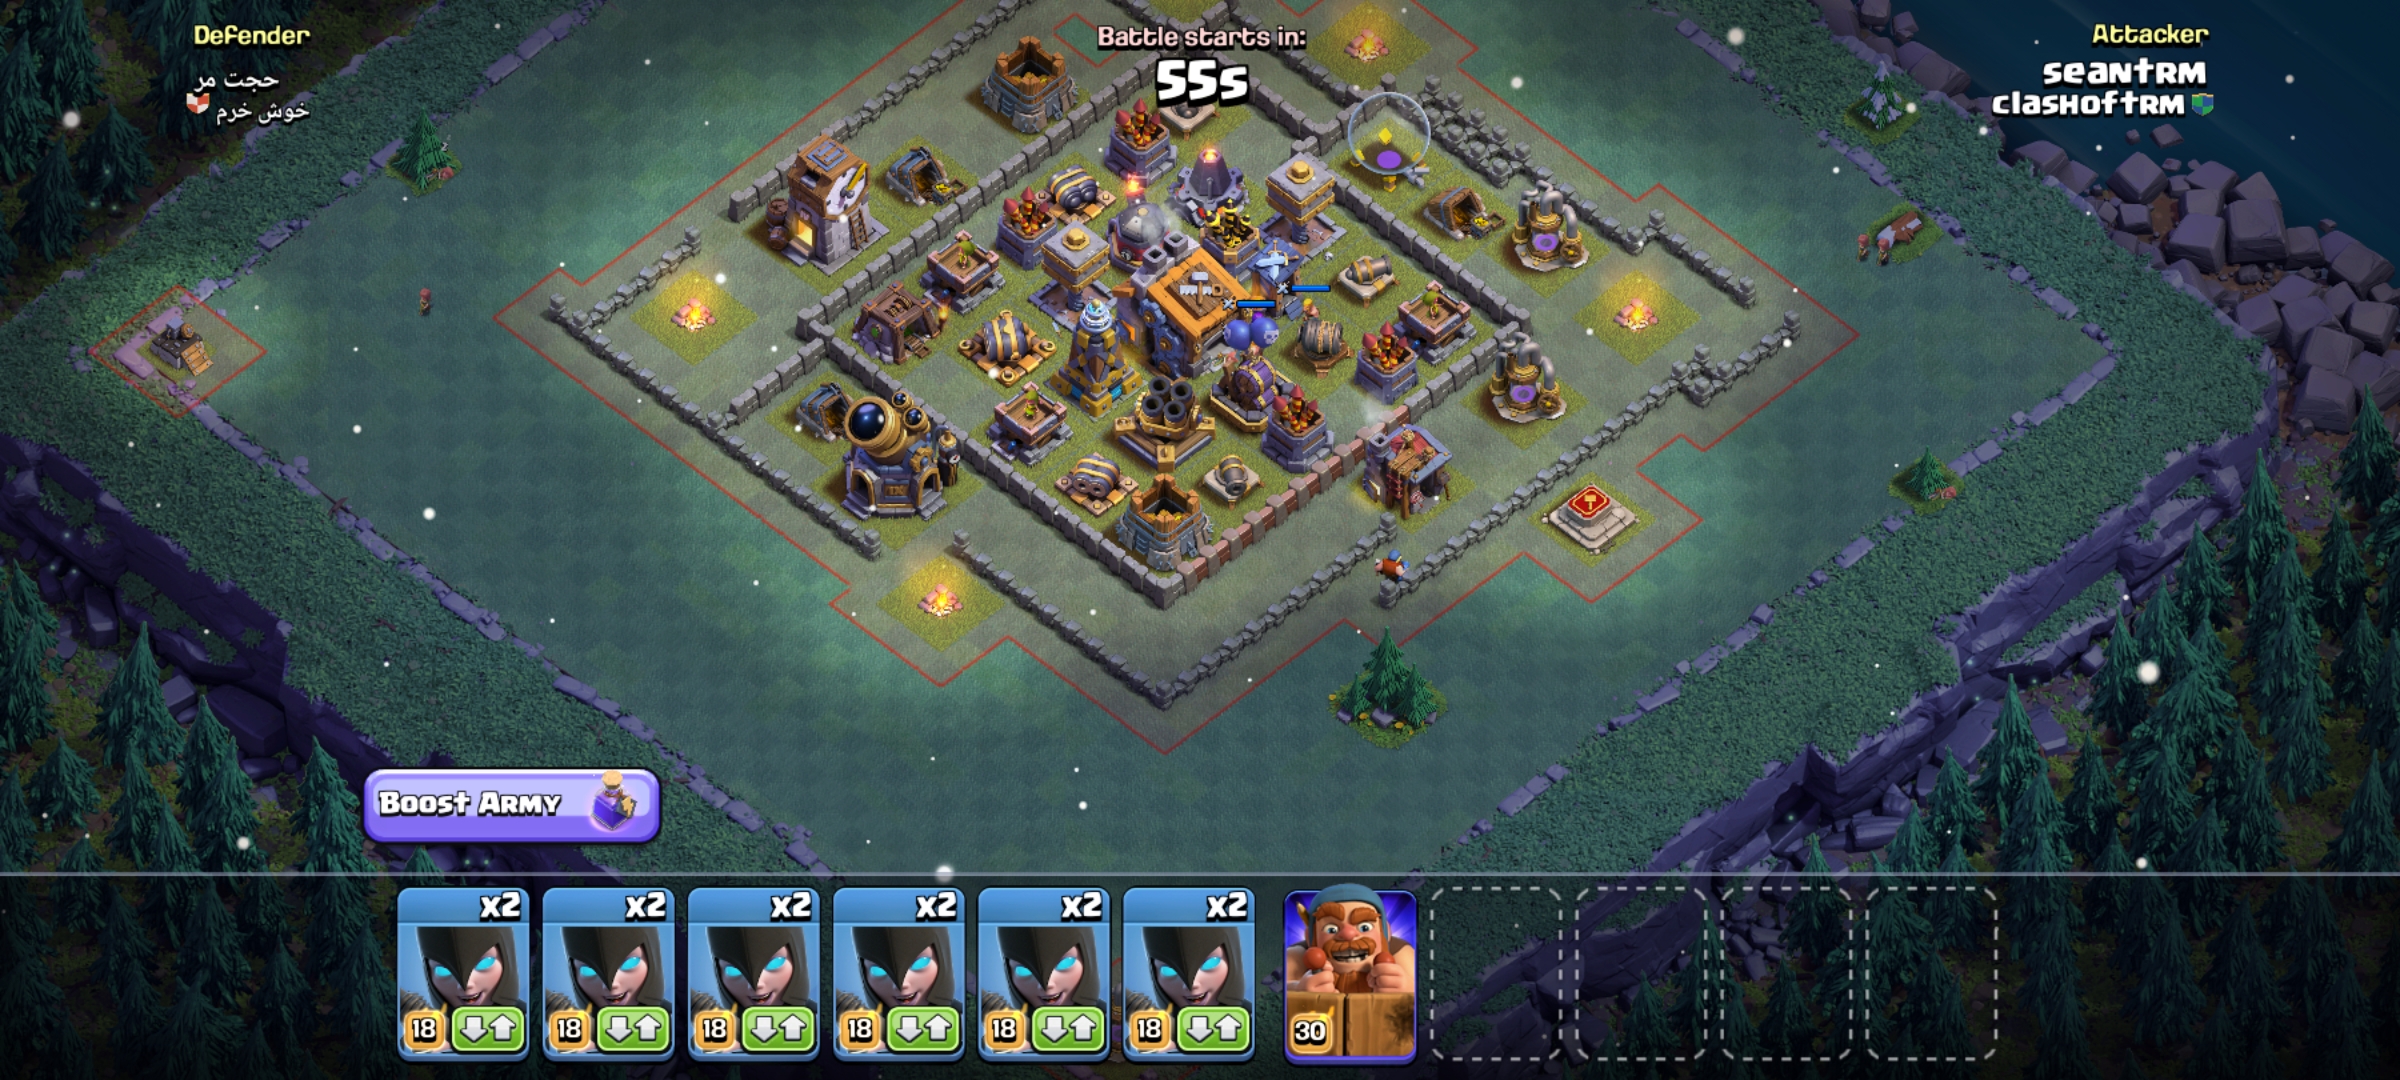 Defender
حجت مر
خوش خرم
Battle starts in:
55s
Attacker
seantRM
clashoftRM
IX
Boost Army
x2
x2
x2
x2
x2
x2
18
18
18
18
18
18
30